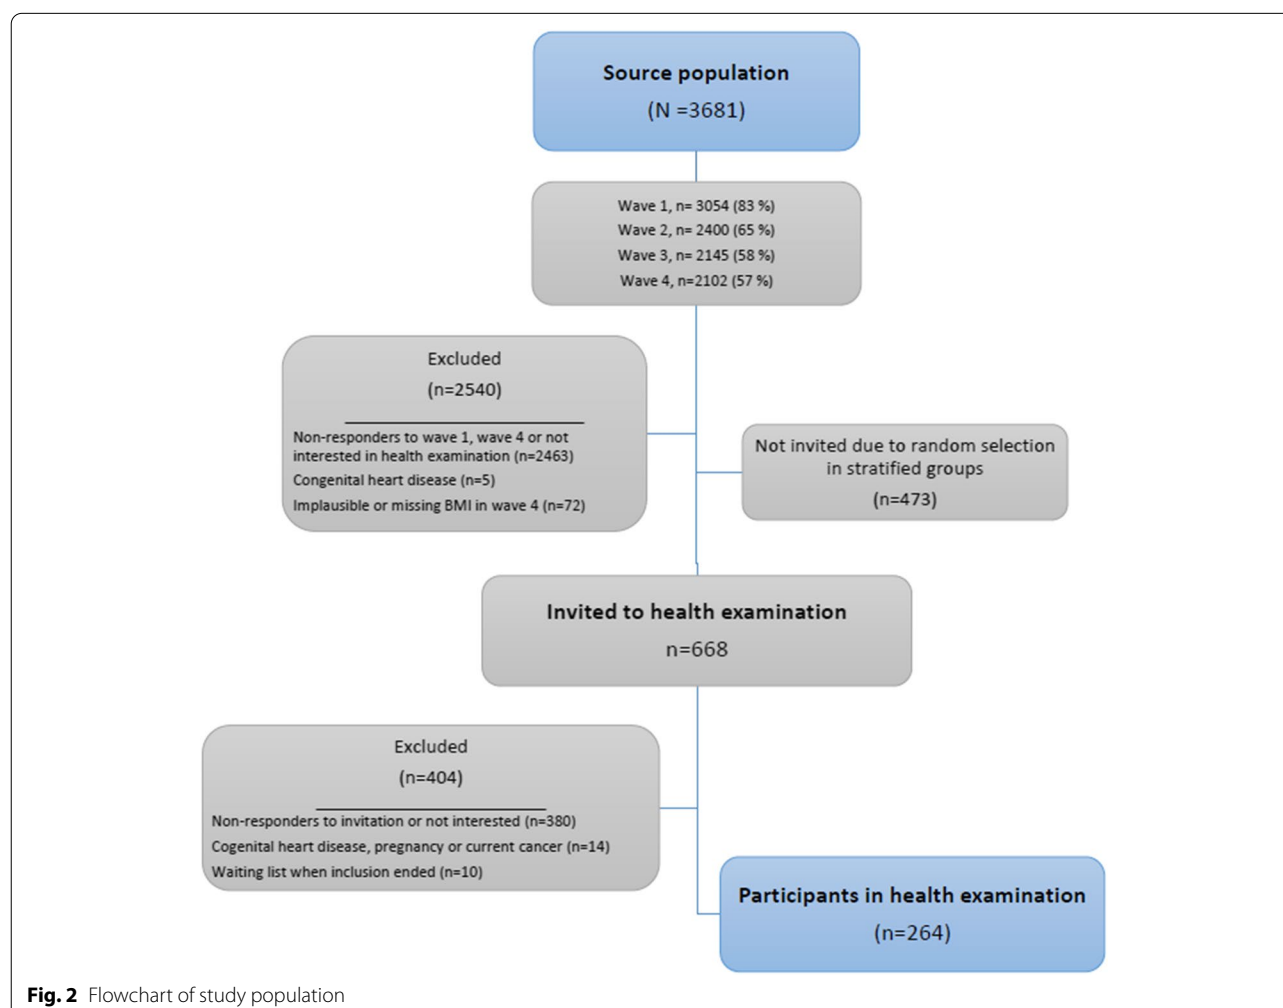 Source population
(N =3681)
Wave 1, n= 3054 (83 %)
Wave 2, n= 2400 (65 %)
Wave 3, n= 2145 (58 %)
Wave 4, n=2102 (57 %)
Excluded
(n=2540)
Non-responders to wave 1, wave 4 or not
interested in health examination (n=2463)
Congenital heart disease (n=5)
Implausible or missing BMI in wave 4 (n=72)
Not invited due to random selection
in stratified groups
(n=473)
Invited to health examination
n=668
Excluded
(n=404)
Non-responders to invitation or not interested (n=380)
Cogenital heart disease, pregnancy or current cancer (n=14)
Waiting list when inclusion ended (n=10)
Participants in health examination
(n=264)
Fig. 2 Flowchart of study population